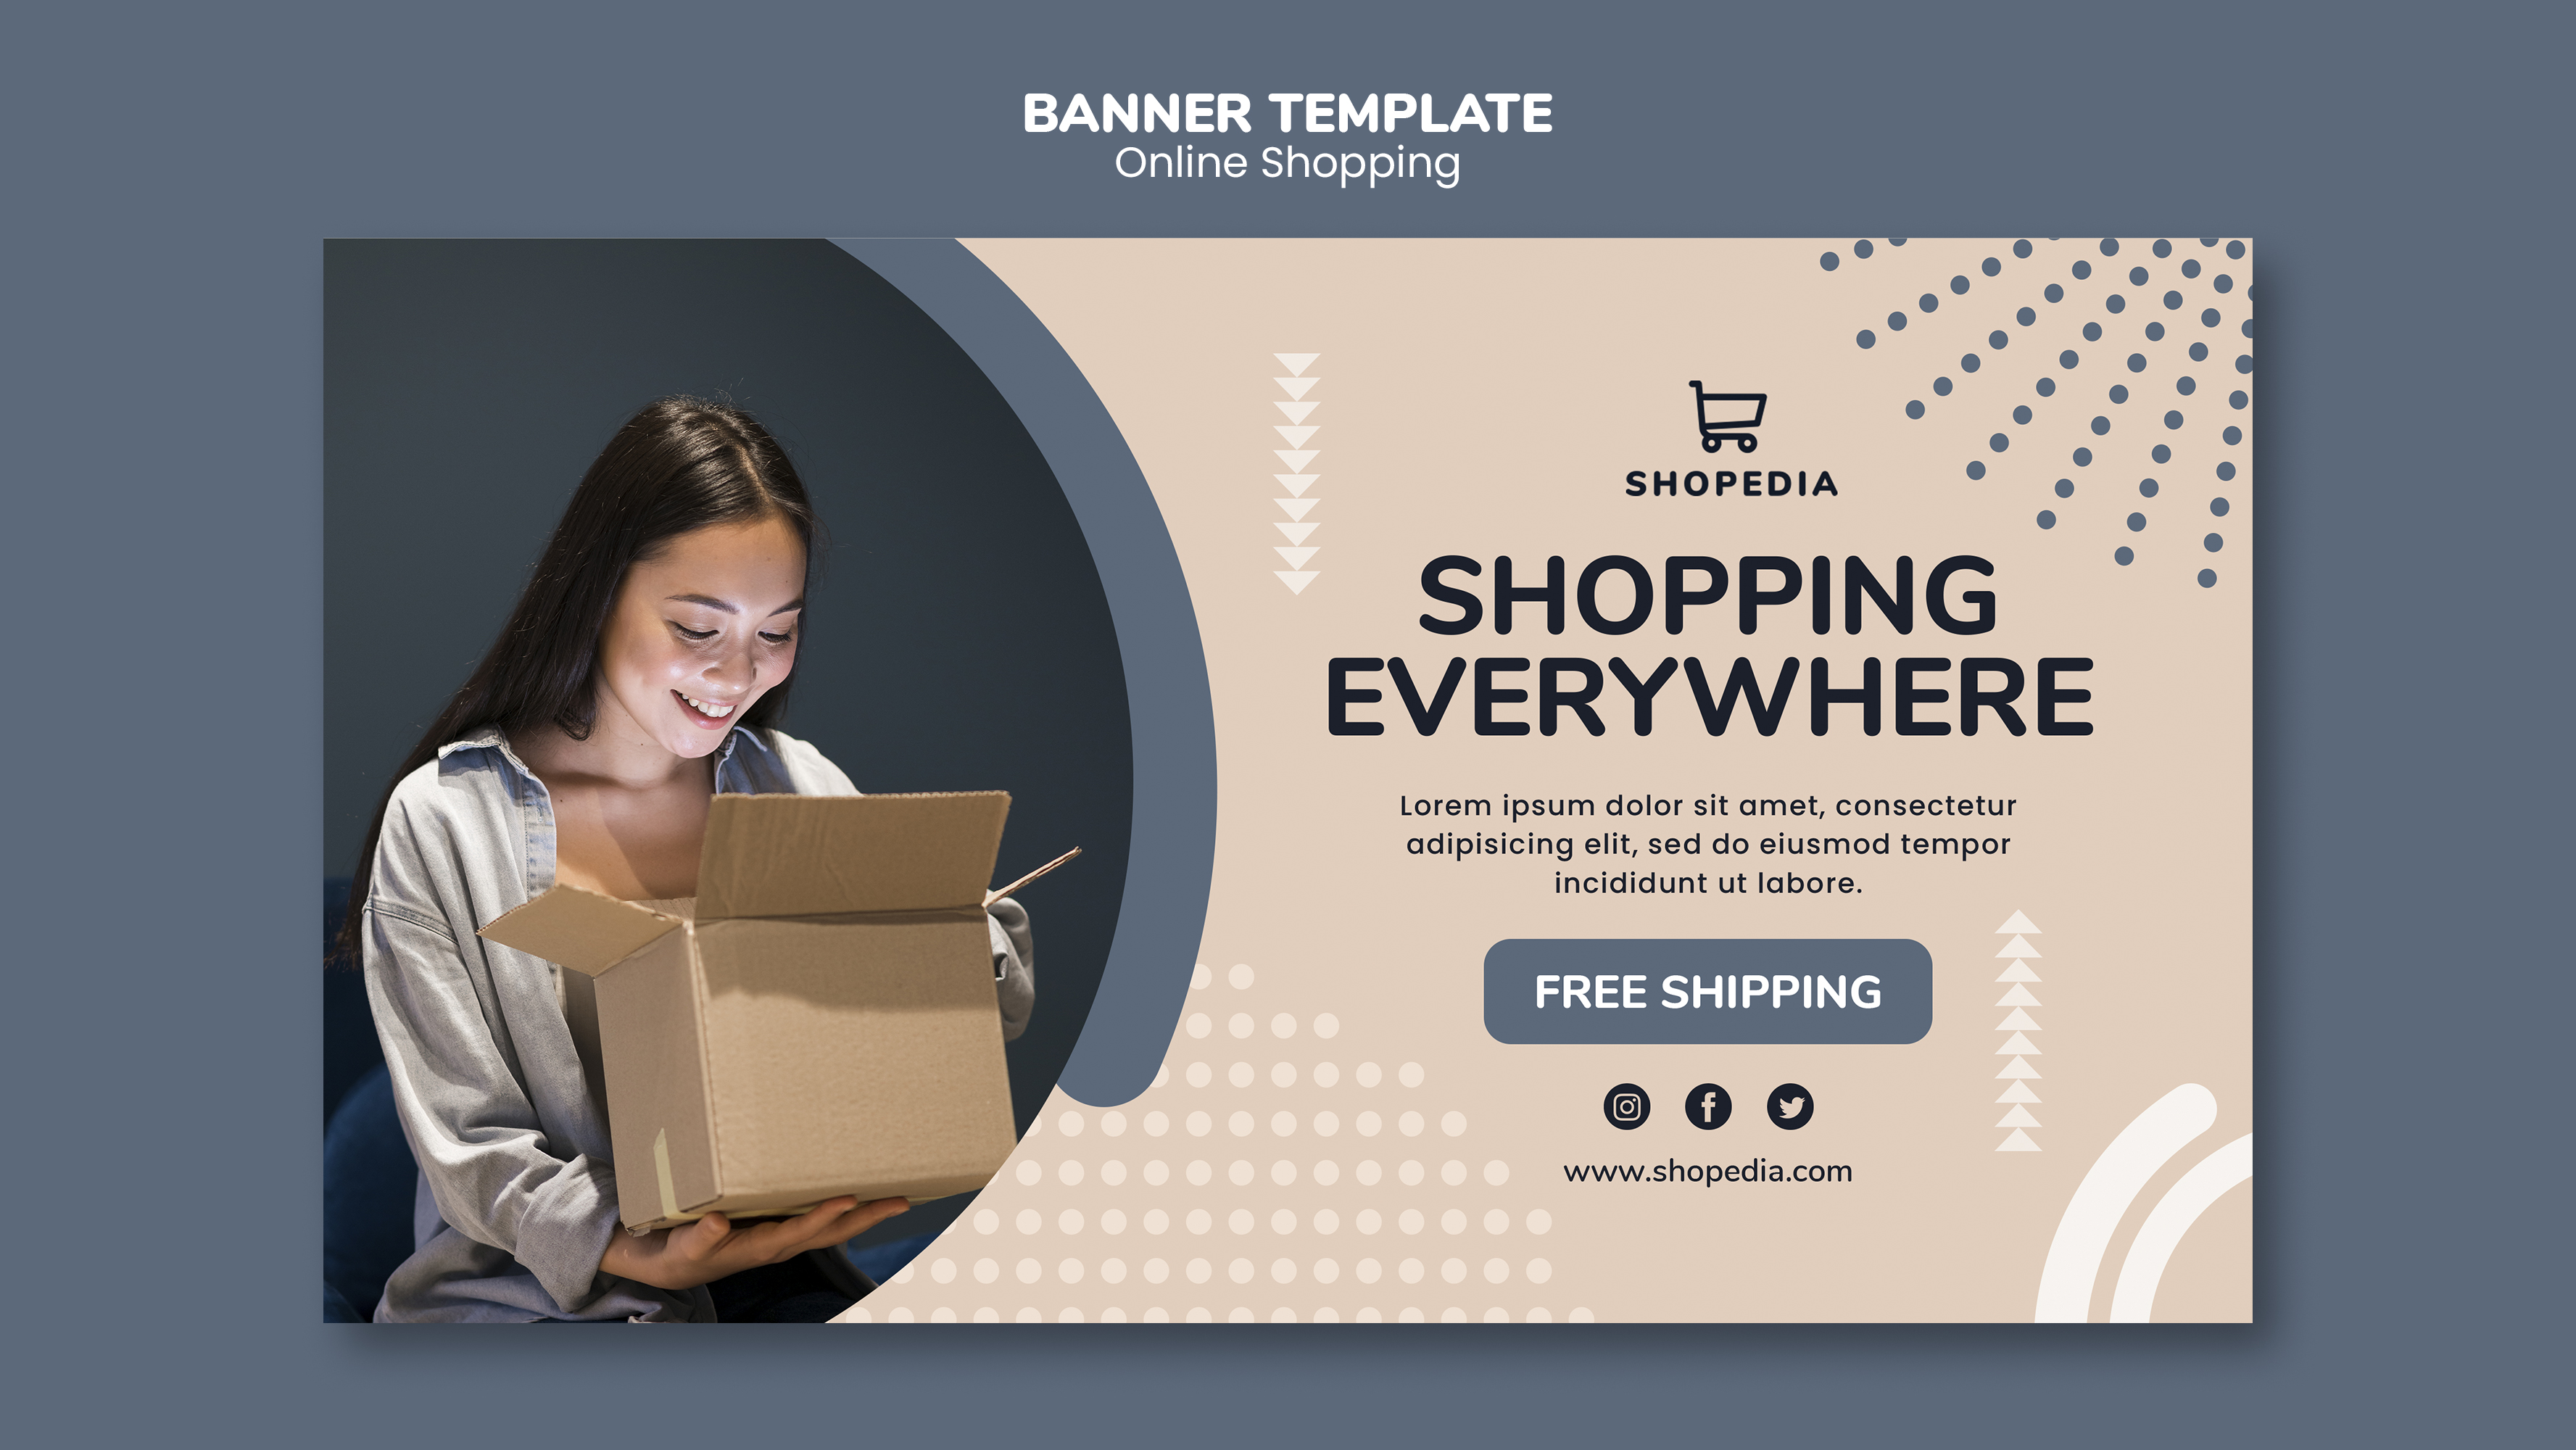 BANNER TEMPLATE
Online Shopping
SHOPEDIA
SHOPPING
EVERYWHERE
Lorem ipsum dolor sit amet, consectetur
adipisicing elit, sed do eiusmod tempor
incididunt ut labore.
FREE SHIPPING
www.shopedia.com